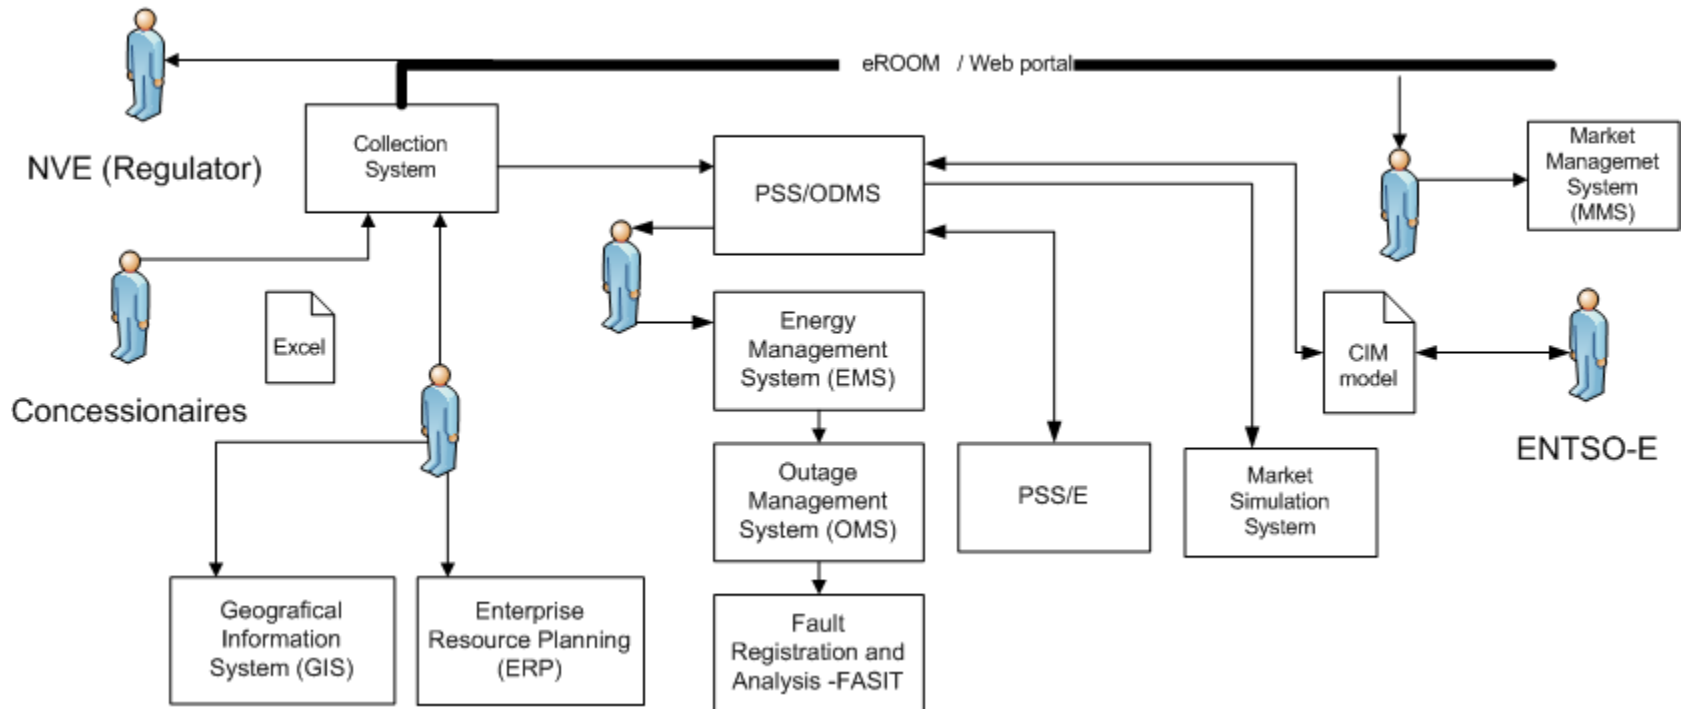 eROOM / Web portal
NVE (Regulator)
Collection
System
PSS/ODMS
Market
Managemet
System
(MMS)
Concessionaires
Excel
Energy
Management
System (EMS)
CIM
model
ENTSO-E
Outage
Management
System (OMS)
PSS/E
Market
Simulation
System
Geografical
Information
System (GIS)
Enterprise
Resource Planning
(ERP)
Fault
Registration and
Analysis -FASIT